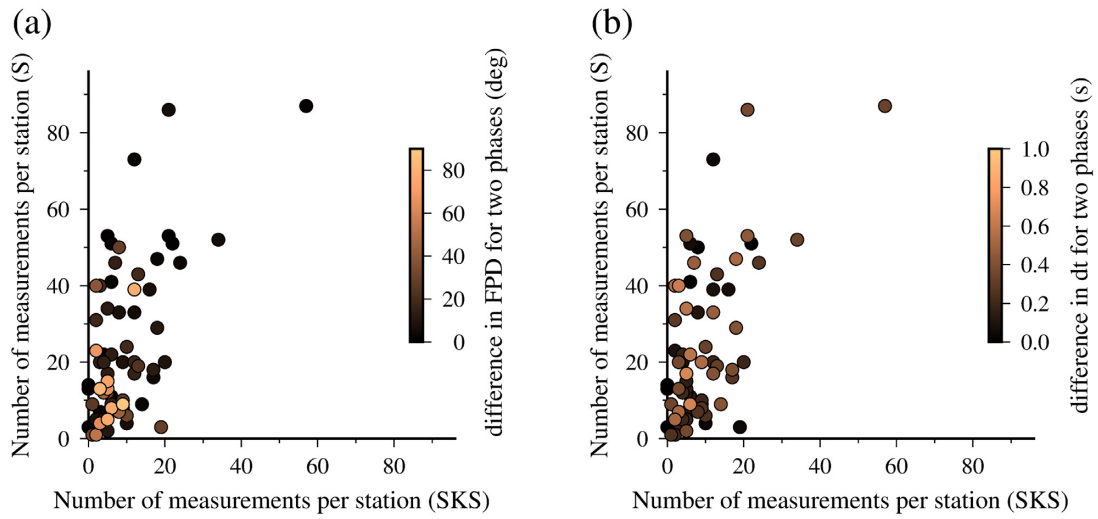 (a)
Number of measurements per station (S)
80
60
40
20
0
0 20 40 60 80
Number of measurements per station (SKS)
80
60
40
20
0
difference in FPD for two phases (deg)
(b)
Number of measurements per station (S)
80
60
40
20
0
0 20 40 60 80
Number of measurements per station (SKS)
1.0
0.8
0.6
0.4
0.2
0.0
difference in dt for two phases (s)